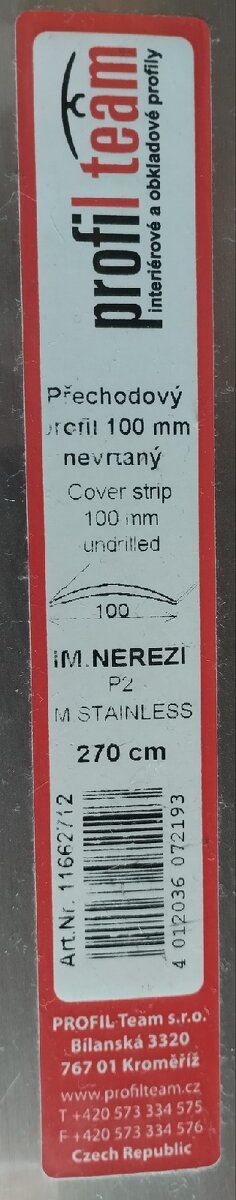 profil team
interiérové a obkladové profily
Přechodový
rofil 100 mm
nevrtaný
Cover strip
100 mm
undrilled
100
IM.NEREZI
P2
M STAINLESS
270 cm
Art.Nr. 11662712
4 012036 072193
PROFIL Team s.r.o.
Bílanská 3320
767 01 Kroměříž
www.profilteam.cz
T +420 573 334 575
F +420 573 334 576
Czech Republic